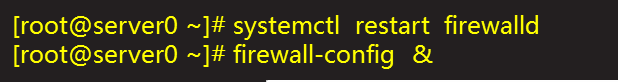 [root@server0 ~]# systemctl  restart  firewalld
[root@server0 ~]# firewall-config  &